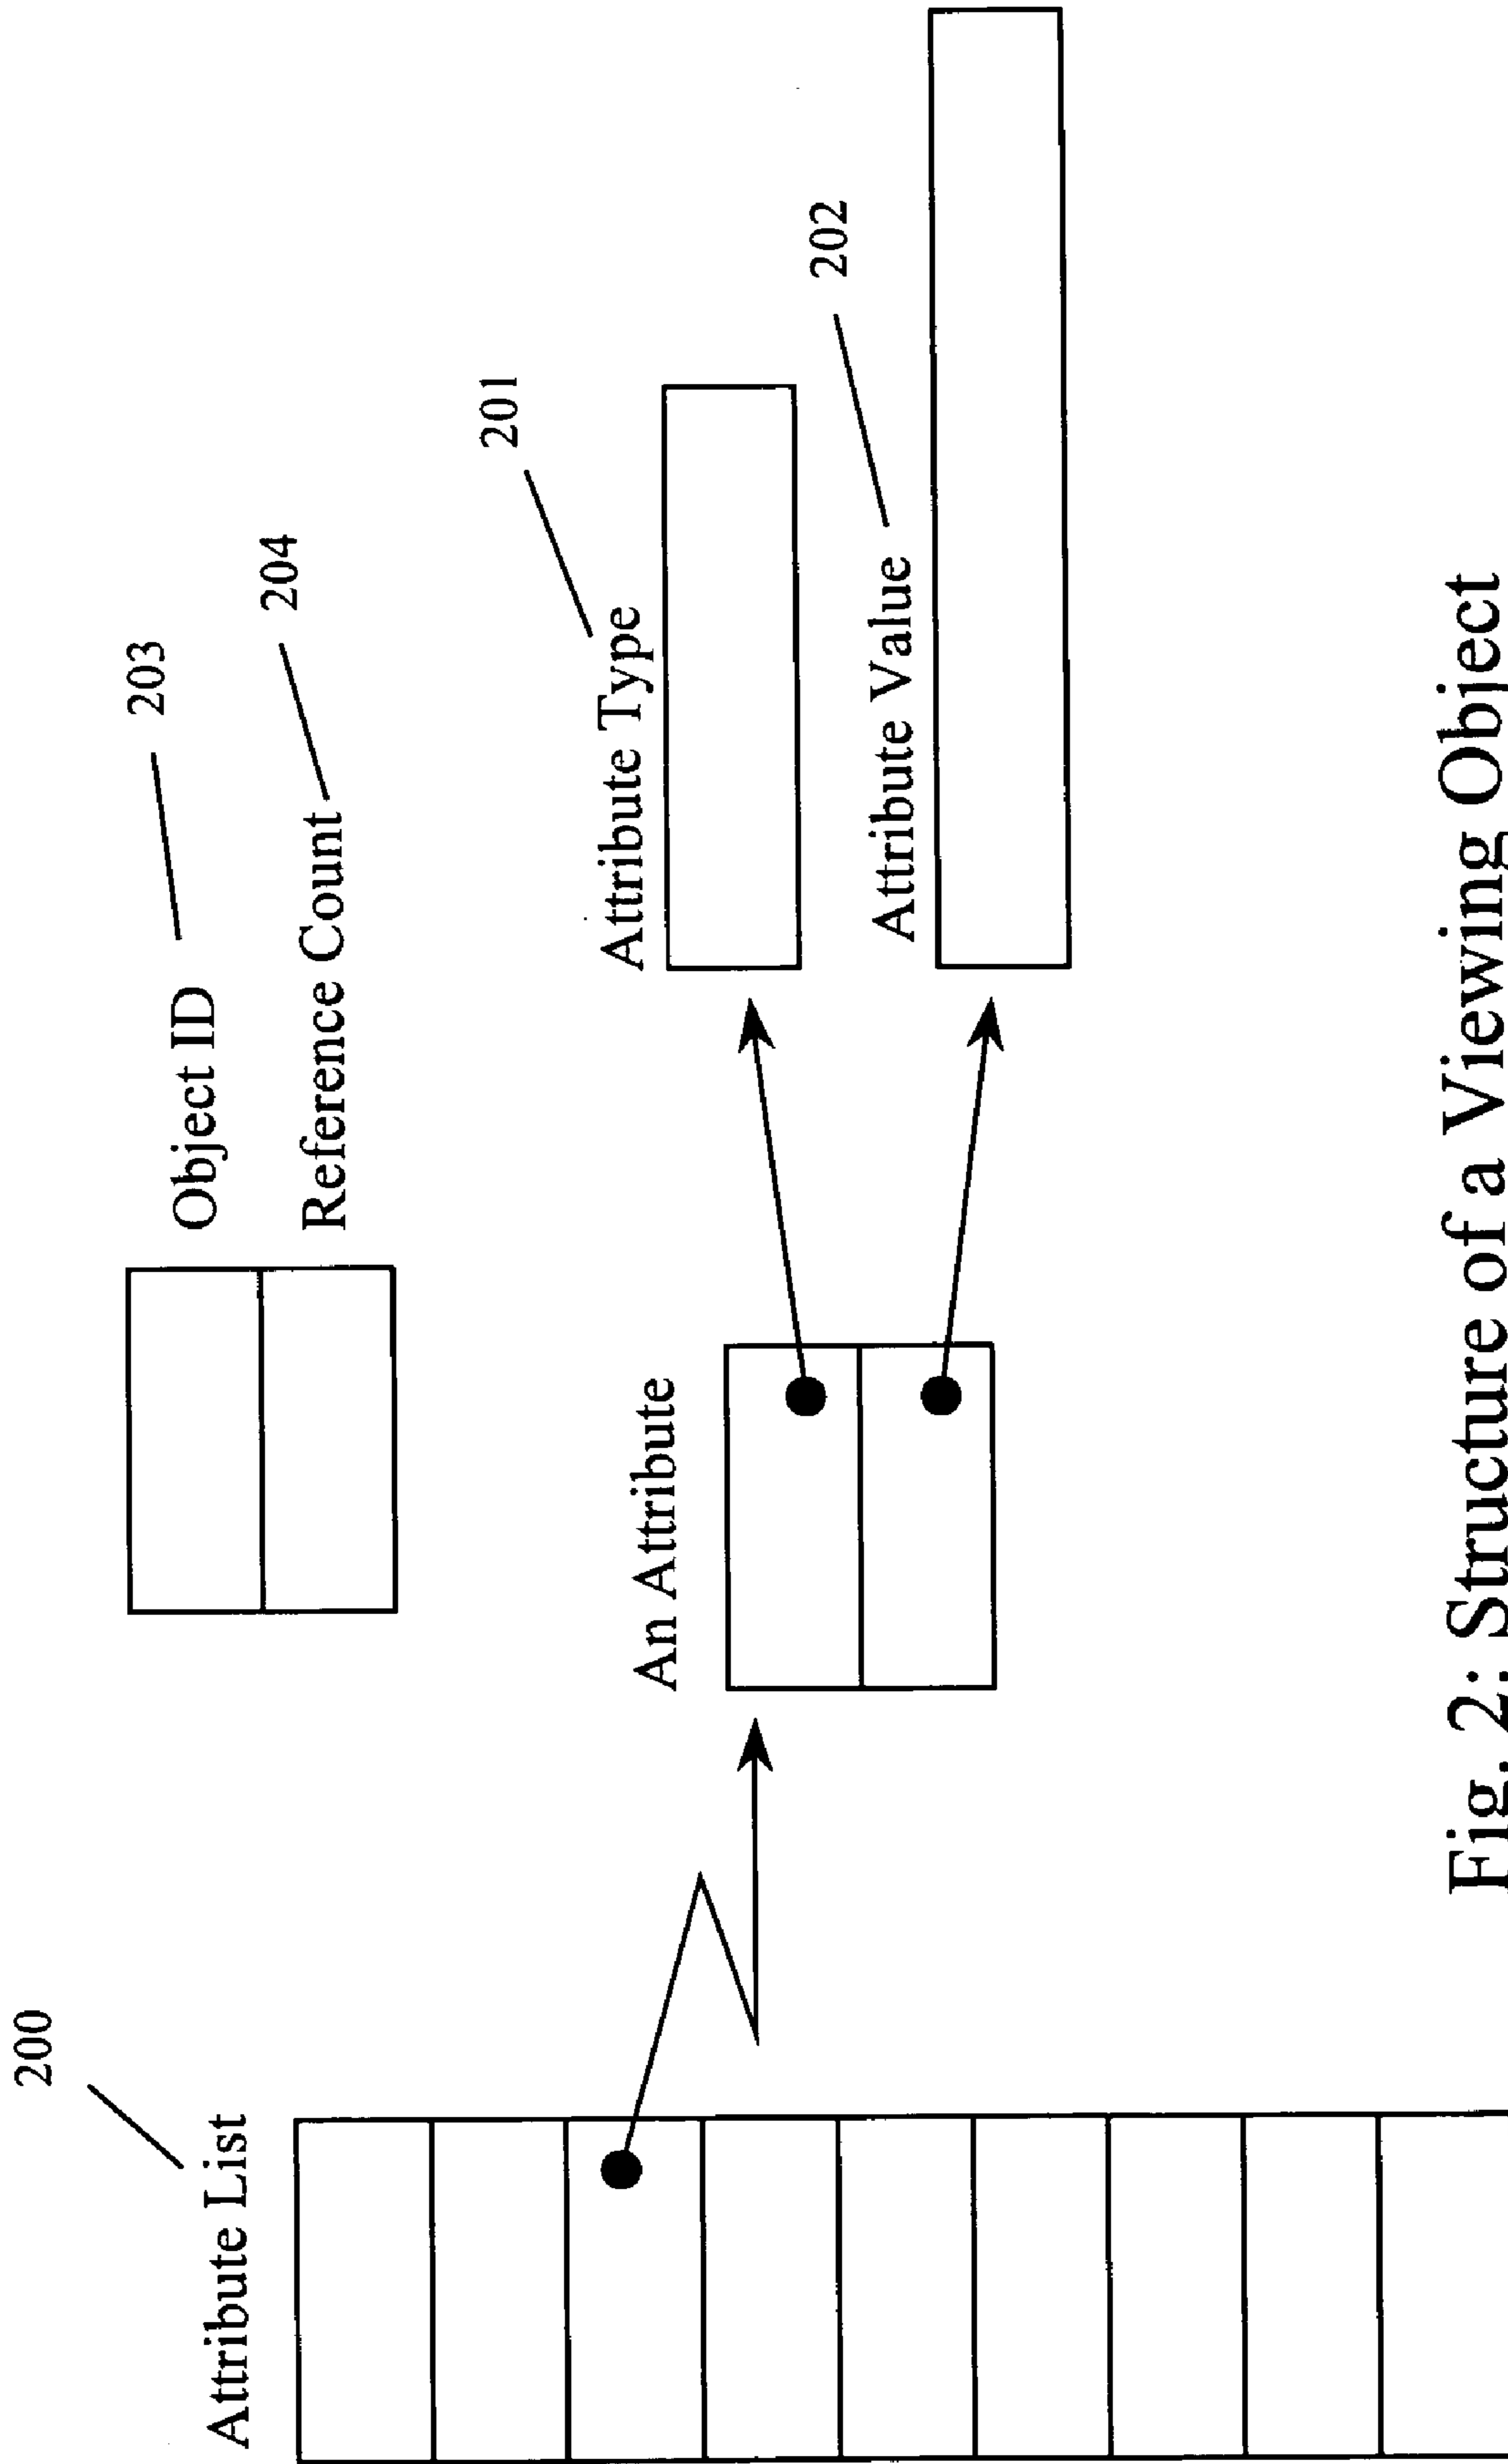 200
Attribute List
203
Object ID
204
Reference Count
An Attribute
201
Attribute Type
202
Attribute Value
Fig. 2: Structure of a Viewing Object